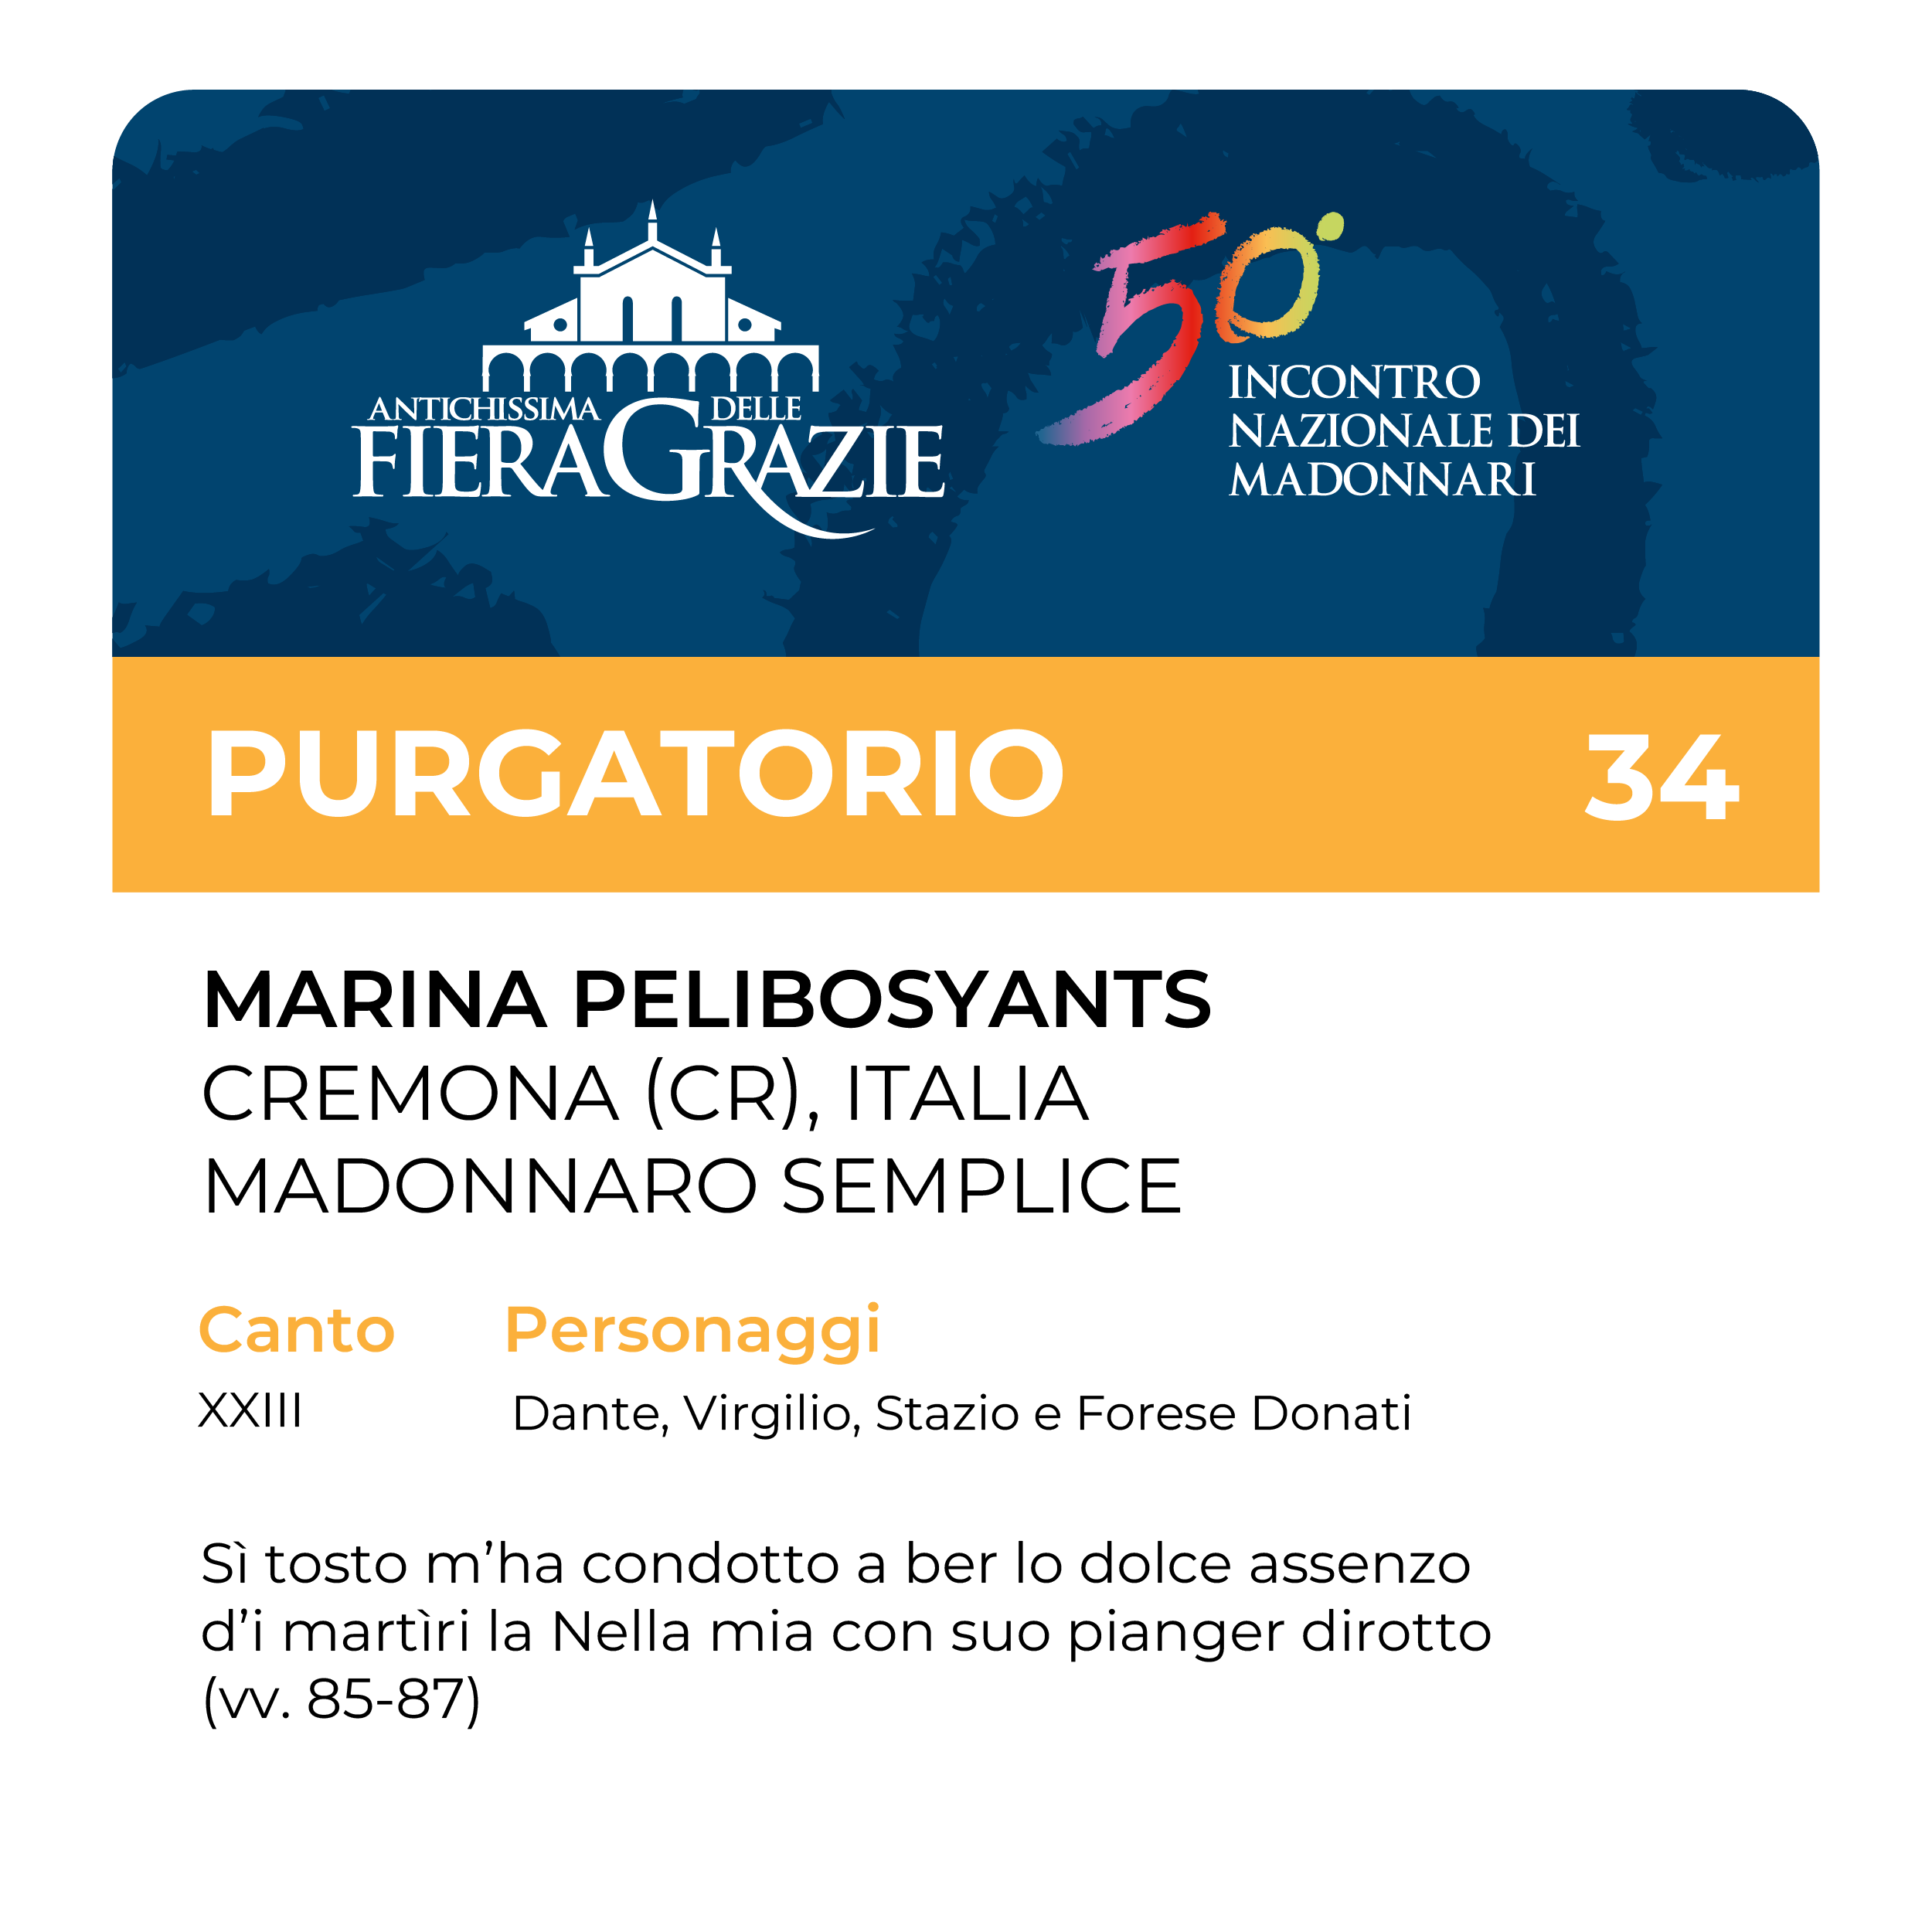 ANTICHISSIMA
FIERA DELLE GRAZIE
50°
INCONTRO
NAZIONALE DEI
MADONNARI
PURGATORIO 34
MARINA PELIBOSYANTS
CREMONA (CR), ITALIA
MADONNARO SEMPLICE
Canto Personaggi
XXIII Dante, Virgilio, Stazio e Forese Donati
Sì tosto m’ha condotto a ber lo dolce assenzo
d’i martìri la Nella mia con suo pianger dirotto
(vv. 85-87)